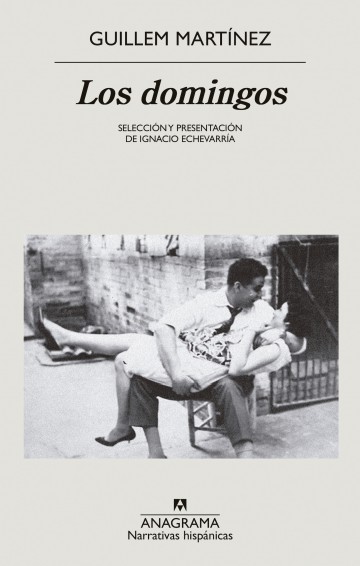 GUILLEM MARTÍNEZ
Los domingos
SELECCIÓN Y PRESENTACIÓN
DE IGNACIO ECHEVARRÍA
ANAGRAMA
Narrativas hispánicas